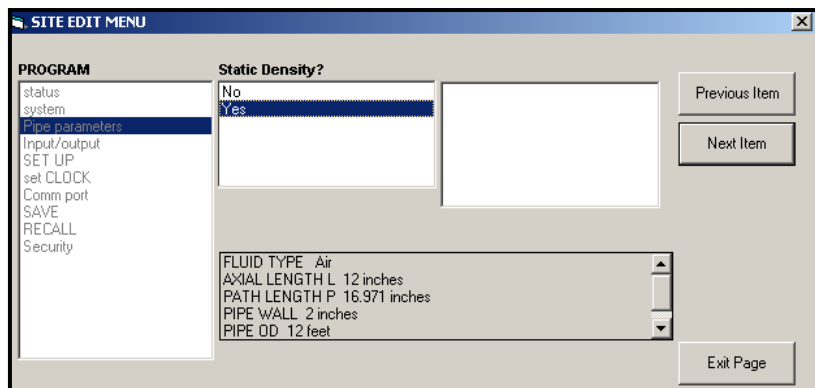 SITE EDIT MENU
PROGRAM
status
system
Pipe parameters
Input/output
SET UP
set CLOCK
Comm port
SAVE
RECALL
Security
Static Density?
No
Yes
Previous Item
Next Item
FLUID TYPE Air
AXIAL LENGTH L 12 inches
PATH LENGTH P 16.971 inches
PIPE WALL 2 inches
PIPE OD 12 feet
Exit Page